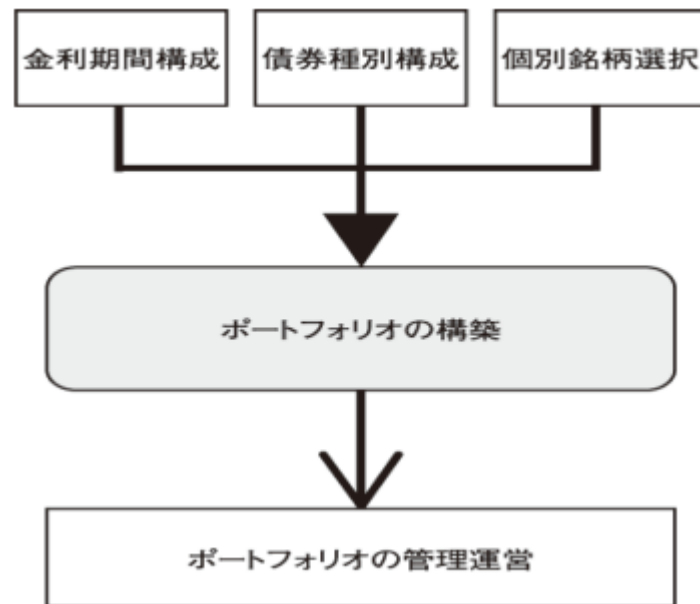 金利期間構成
債券種別構成
個別銘柄選択
ポートフォリオの構築
ポートフォリオの管理運営